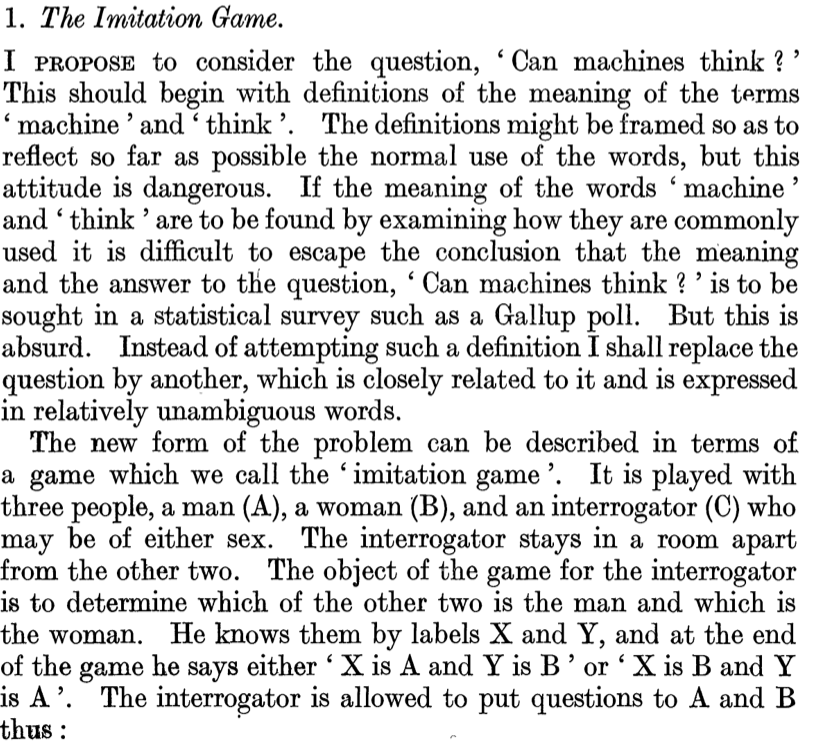 1. The Imitation Game.
I PROPOSE to consider the question, ‘ Can machines think ? ’
This should begin with definitions of the meaning of the terms
‘ machine ’ and ‘ think ’. The definitions might be framed so as to
reflect so far as possible the normal use of the words, but this
attitude is dangerous. If the meaning of the words ‘ machine ’
and ‘ think ’ are to be found by examining how they are commonly
used it is difficult to escape the conclusion that the meaning
and the answer to the question, ‘ Can machines think ? ’ is to be
sought in a statistical survey such as a Gallup poll. But this is
absurd. Instead of attempting such a definition I shall replace the
question by another, which is closely related to it and is expressed
in relatively unambiguous words.
The new form of the problem can be described in terms of
a game which we call the ‘ imitation game ’. It is played with
three people, a man (A), a woman (B), and an interrogator (C) who
may be of either sex. The interrogator stays in a room apart
from the other two. The object of the game for the interrogator
is to determine which of the other two is the man and which is
the woman. He knows them by labels X and Y, and at the end
of the game he says either ‘ X is A and Y is B ’ or ‘ X is B and Y
is A ’. The interrogator is allowed to put questions to A and B
thus :